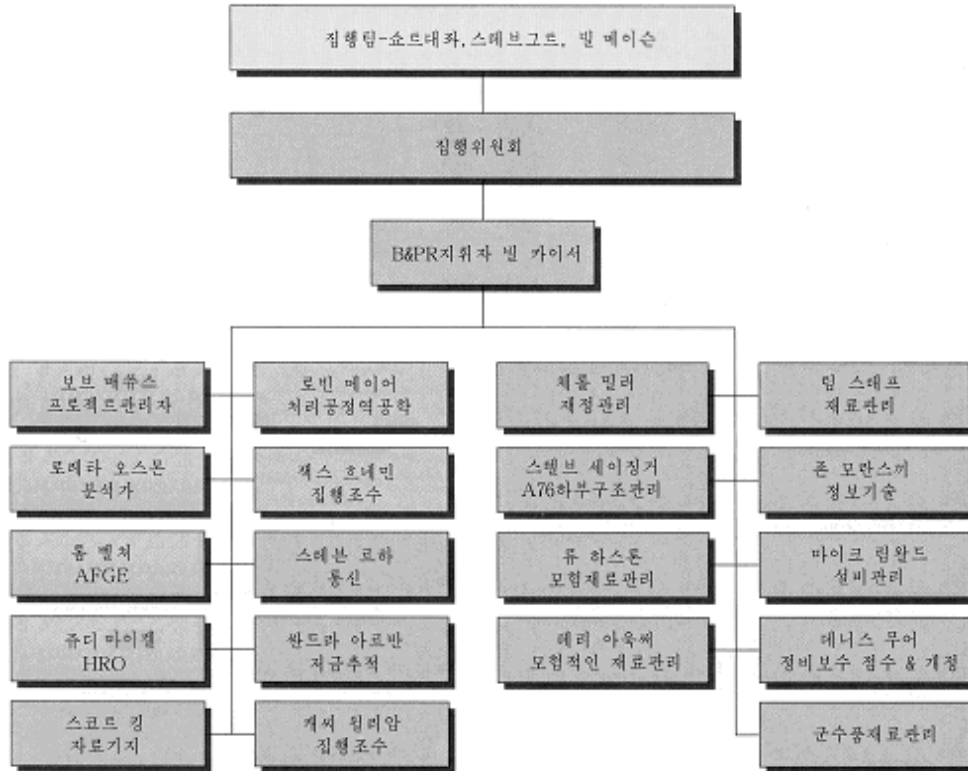 집행팀-쇼트대좌, 스테브고트, 빌 메이슨
집행위원회
B&PR지휘자 빌 카이서
보브 매쮸스
프로젝트관리자
로빈 메이어
처리공정역공학
체롤 밀러
재정관리
팀 스태프
재료관리
로레타 오스몬
분석가
잭스 흐네민
집행조수
스텔브 세이징거
A76하부구조관리
존 모란스끼
정보기술
톰 벨쳐
AFGE
스테븐 르하
통신
류 하스톤
모험재료관리
마이크 림왈드
설비관리
쥬디 마이켈
HRO
싼드라 아르반
자금추적
테리 아욱써
모험적인 재료관리
데니스 무어
정비보수 점수 & 개정
스코트 킹
자료기지
캐씨 윌리암
집행조수
군수품재료관리